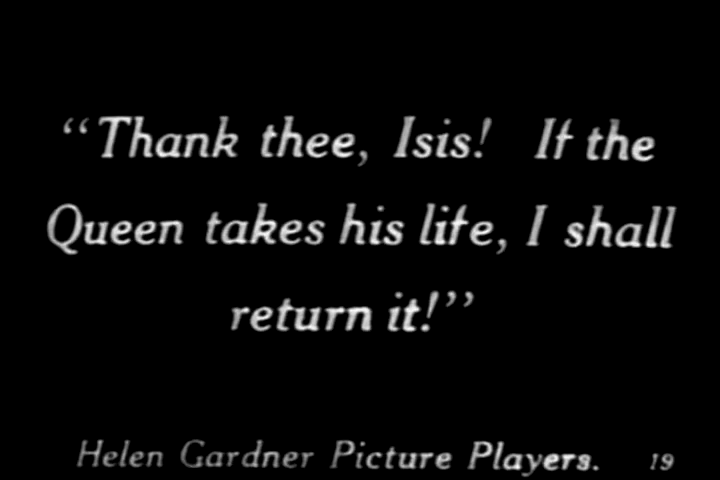 “Thank thee, Isis! If the
Queen takes his life, I shall
return it!”
Helen Gardner Picture Players. 19